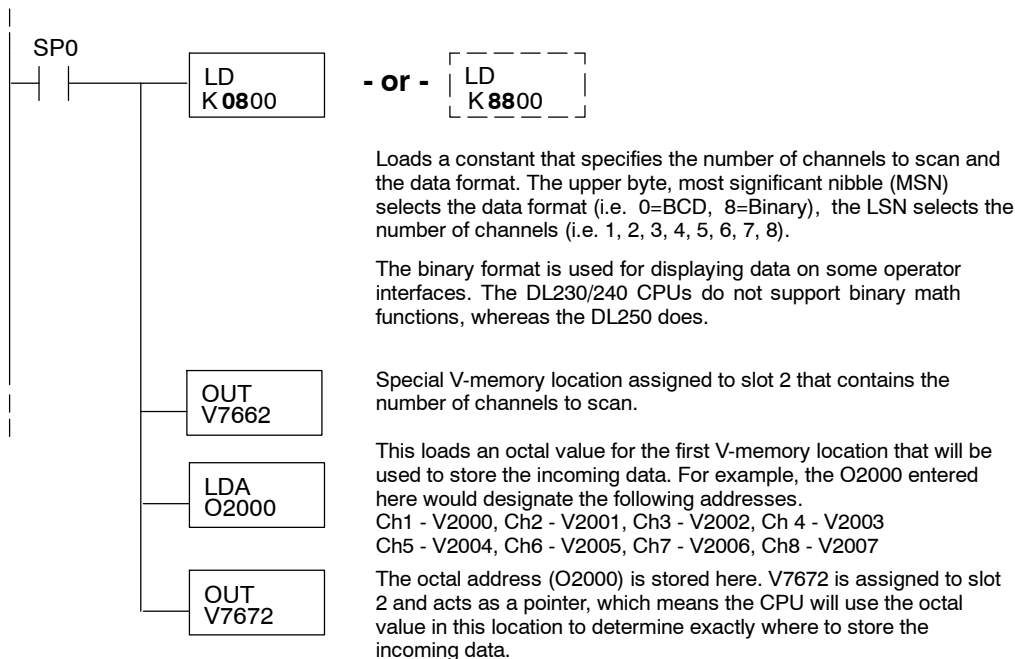 SP0
LD
K0800
- or -
LD
K8800
Loads a constant that specifies the number of channels to scan and
the data format. The upper byte, most significant nibble (MSN)
selects the data format (i.e. 0=BCD, 8=Binary), the LSN selects the
number of channels (i.e. 1, 2, 3, 4, 5, 6, 7, 8).
The binary format is used for displaying data on some operator
interfaces. The DL230/240 CPUs do not support binary math
functions, whereas the DL250 does.
OUT
V7662
Special V-memory location assigned to slot 2 that contains the
number of channels to scan.
LDA
O2000
This loads an octal value for the first V-memory location that will be
used to store the incoming data. For example, the O2000 entered
here would designate the following addresses.
Ch1 - V2000, Ch2 - V2001, Ch3 - V2002, Ch 4 - V2003
Ch5 - V2004, Ch6 - V2005, Ch7 - V2006, Ch8 - V2007
OUT
V7672
The octal address (O2000) is stored here. V7672 is assigned to slot
2 and acts as a pointer, which means the CPU will use the octal
value in this location to determine exactly where to store the
incoming data.